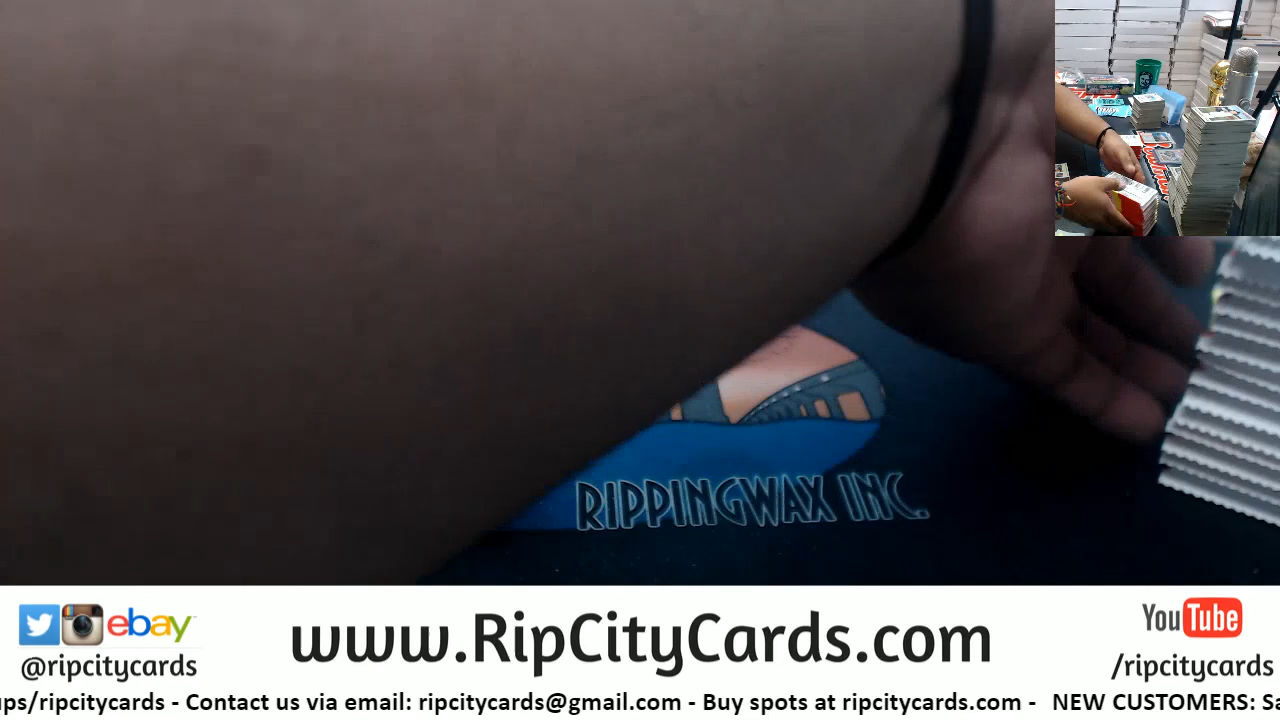 RIPPINGWAX INC.
ebay
@ripcitycards
www.RipCityCards.com
YouTube
/ripcitycards
ps/ripcitycards - Contact us via email: ripcitycards@gmail.com - Buy spots at ripcitycards.com - NEW CUSTOMERS: Sa